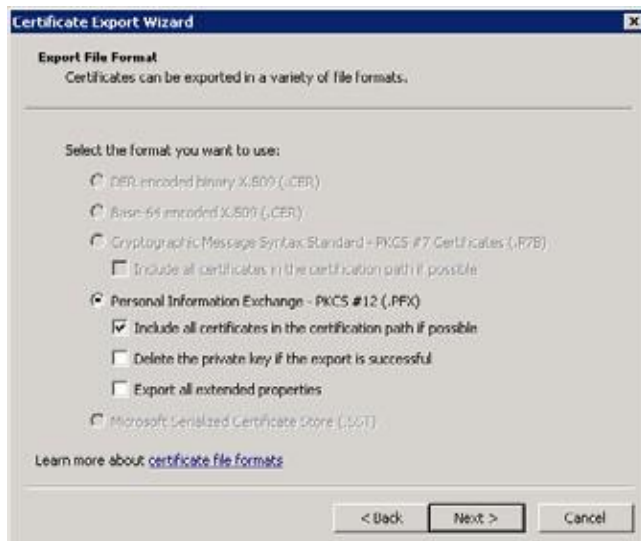 Certificate Export Wizard
Export File Format
Certificates can be exported in a variety of file formats.
Select the format you want to use:
DER encoded binary X.509 (.CER)
Base-64 encoded X.509 (.CER)
Cryptographic Message Syntax Standard - PKCS #7 Certificates (.P7B)
Include all certificates in the certification path if possible
Personal Information Exchange - PKCS #12 (.PFX)
Include all certificates in the certification path if possible
Delete the private key if the export is successful
Export all extended properties
Microsoft Serialized Certificate Store (.SST)
Learn more about certificate file formats
< Back Next > Cancel